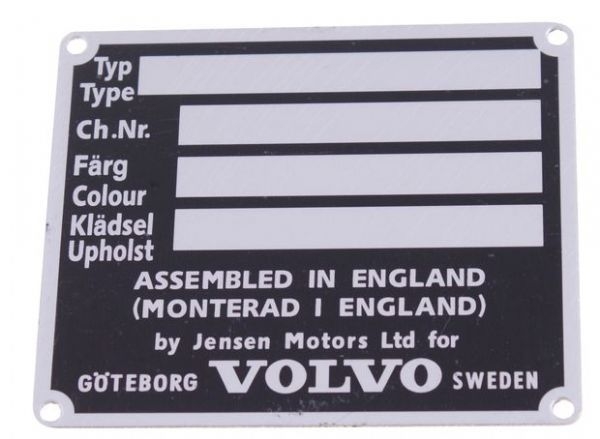 Typ
Type
Ch.Nr.
Färg
Colour
Klädsel
Upholst
ASSEMBLED IN ENGLAND
(MONTERAD I ENGLAND)
by Jensen Motors Ltd for
GÖTEBORG VOLVO SWEDEN